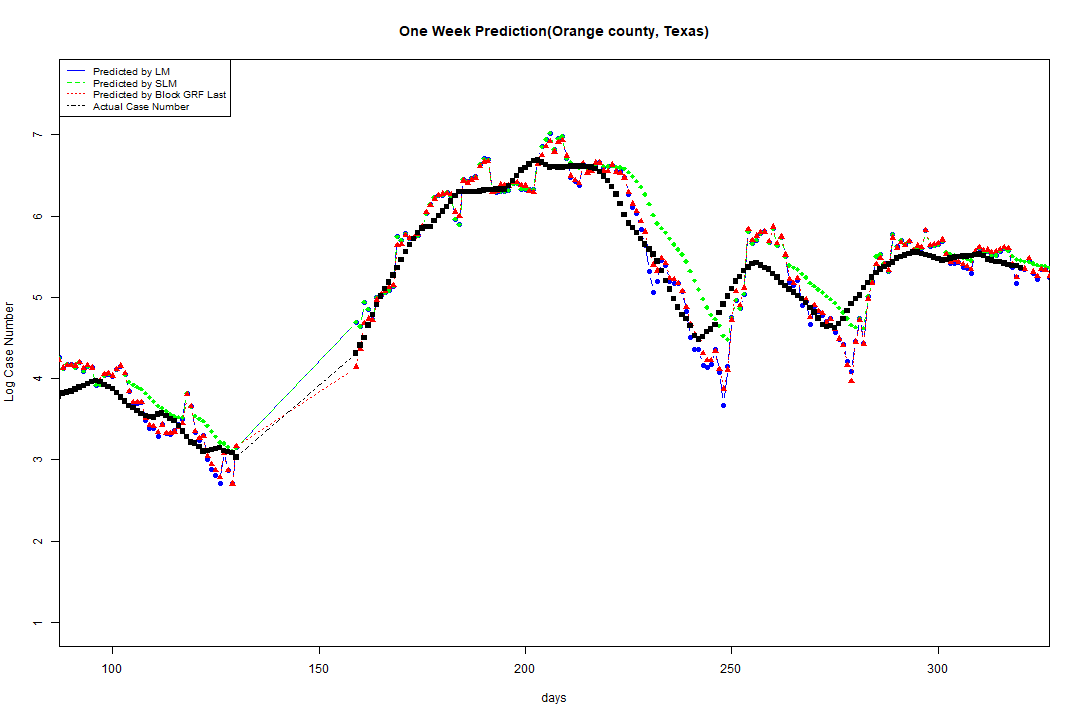 One Week Prediction(Orange county, Texas)
Predicted by LM
Predicted by SLM
Predicted by Block GRF Last
Actual Case Number
7
6
5
4
3
2
1
Log Case Number
100 150 200 250 300
days